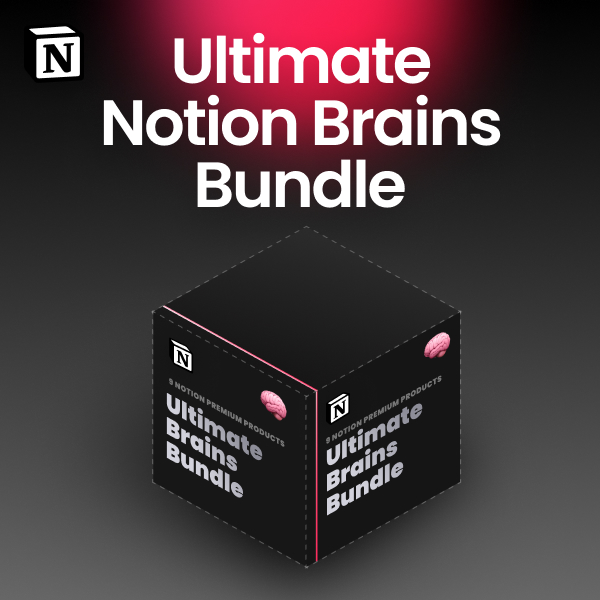 N
Ultimate
Notion Brains
Bundle
N
9 NOTION PREMIUM PRODUCTS
Ultimate
Brains
Bundle
N
9 NOTION PREMIUM PRODUCTS
Ultimate
Brains
Bundle